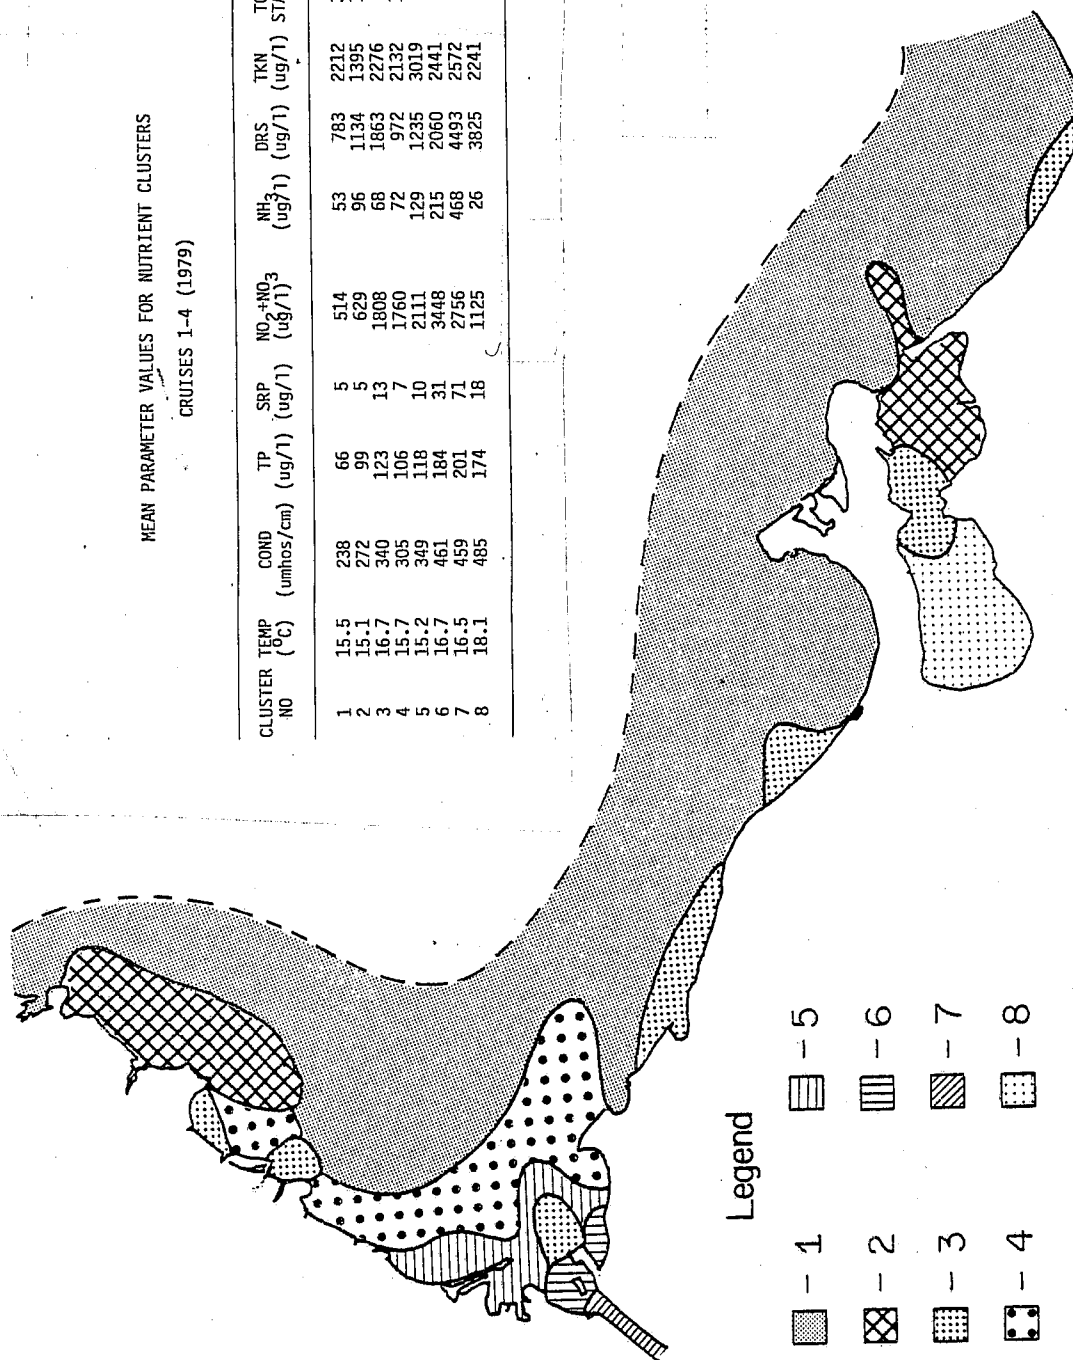 MEAN PARAMETER VALUES FOR NUTRIENT CLUSTERS
CRUISES 1-4 (1979)
CLUSTER TEMP COND TP SRP NO2+NO3 NH3 DRS TKN
NO (°C) (umhos/cm) (ug/l) (ug/l) (ug/l) (ug/l) (ug/l) (ug/l)
1 15.5 238 66 5 514 53 783 2212
2 15.1 272 99 5 629 96 1134 1395
3 16.7 340 123 13 1808 68 1863 2276
4 15.7 305 106 7 1760 72 972 2132
5 15.2 349 118 10 2111 129 1235 3019
6 16.7 461 184 31 3448 215 2060 2441
7 16.5 459 201 71 2756 468 4493 2572
8 18.1 485 174 18 1125 26 3825 2241
Legend
- 1 - 5
- 2 - 6
- 3 - 7
- 4 - 8